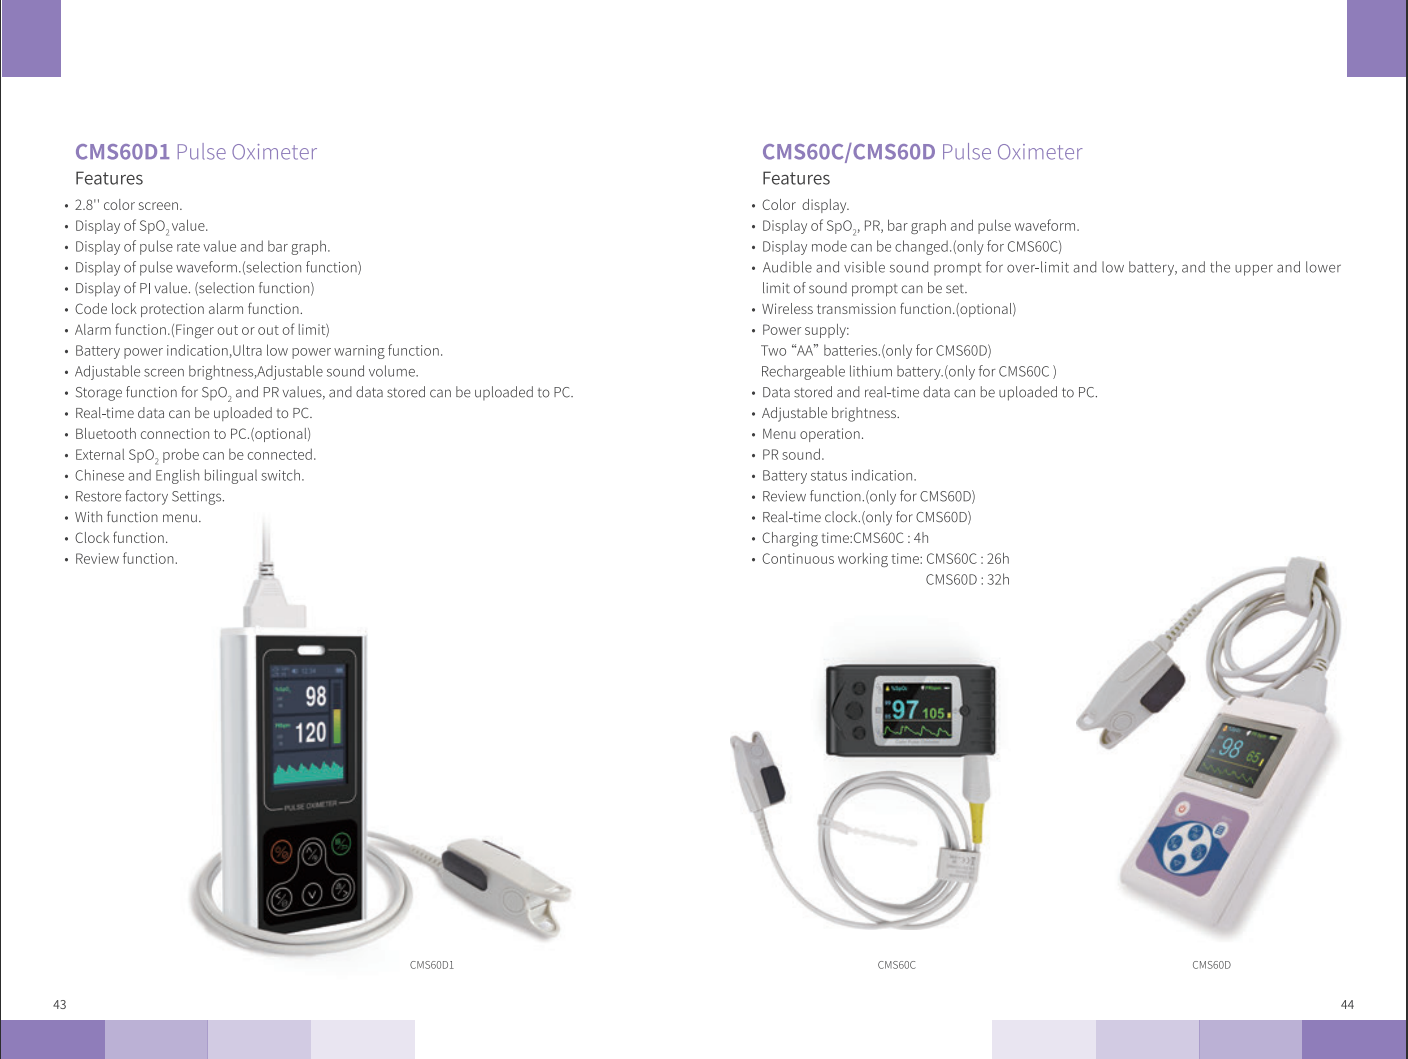 CMS60D1 Pulse Oximeter
Features
• 2.8'' color screen.
• Display of SpO2 value.
• Display of pulse rate value and bar graph.
• Display of pulse waveform.(selection function)
• Display of PI value. (selection function)
• Code lock protection alarm function.
• Alarm function.(Finger out or out of limit)
• Battery power indication,Ultra low power warning function.
• Adjustable screen brightness,Adjustable sound volume.
• Storage function for SpO2 and PR values, and data stored can be uploaded to PC.
• Real-time data can be uploaded to PC.
• Bluetooth connection to PC.(optional)
• External SpO2 probe can be connected.
• Chinese and English bilingual switch.
• Restore factory Settings.
• With function menu.
• Clock function.
• Review function.
98
120
PULSE OXIMETER
CMS60D1
43
CMS60C/CMS60D Pulse Oximeter
Features
• Color display.
• Display of SpO2, PR, bar graph and pulse waveform.
• Display mode can be changed.(only for CMS60C)
• Audible and visible sound prompt for over-limit and low battery, and the upper and lower
limit of sound prompt can be set.
• Wireless transmission function.(optional)
• Power supply:
Two “AA” batteries.(only for CMS60D)
Rechargeable lithium battery.(only for CMS60C )
• Data stored and real-time data can be uploaded to PC.
• Adjustable brightness.
• Menu operation.
• PR sound.
• Battery status indication.
• Review function.(only for CMS60D)
• Real-time clock.(only for CMS60D)
• Charging time:CMS60C : 4h
• Continuous working time: CMS60C : 26h
CMS60D : 32h
%SpO2 PRbpm
97 105
98 65
CMS60C
CMS60D
44